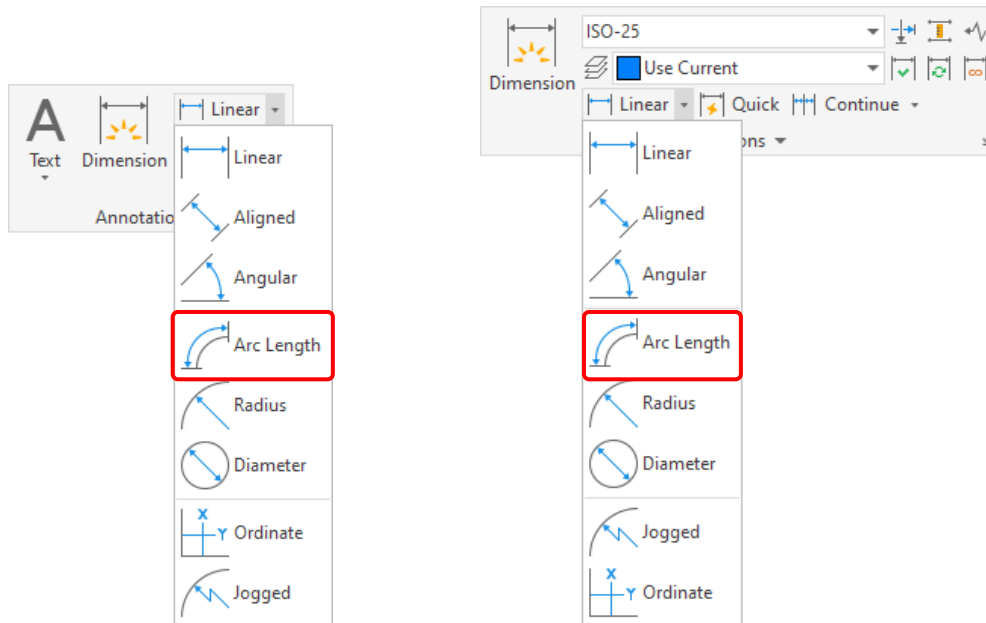 Text
Dimension
Linear
Annotatio
Linear
Aligned
Angular
Arc Length
Radius
Diameter
X
Y Ordinate
Jogged
Dimension
ISO-25
Use Current
Linear Quick Continue
ons
Linear
Aligned
Angular
Arc Length
Radius
Diameter
Jogged
X
Y Ordinate